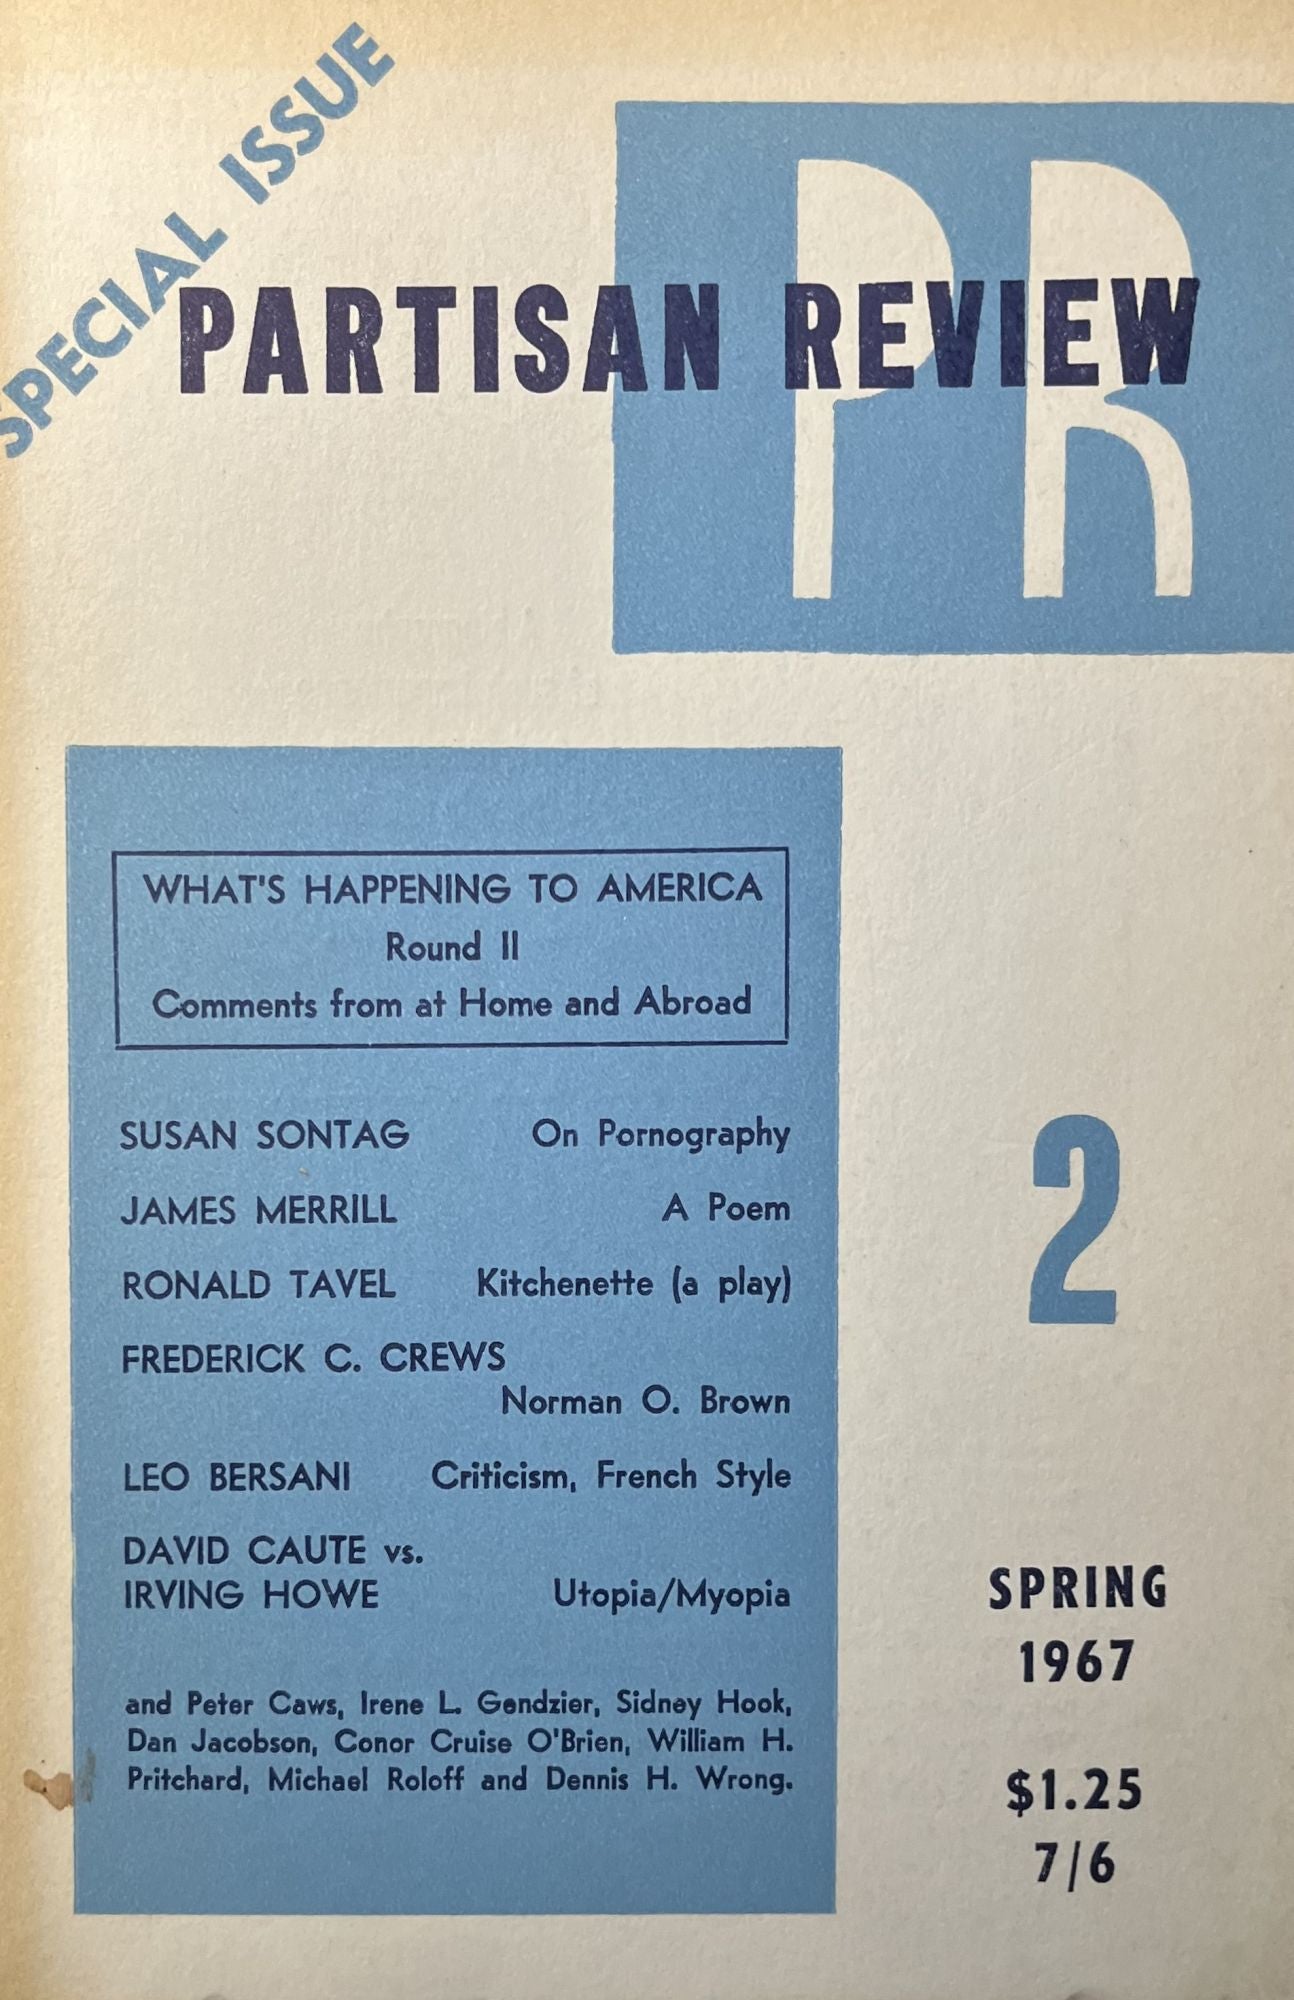 SPECIAL ISSUE
PR
PARTISAN REVIEW
WHAT'S HAPPENING TO AMERICA
Round II
Comments from at Home and Abroad
SUSAN SONTAG On Pornography
JAMES MERRILL A Poem
RONALD TAVEL Kitchenette (a play)
FREDERICK C. CREWS
Norman O. Brown
LEO BERSANI Criticism, French Style
DAVID CAUTE vs.
IRVING HOWE Utopia/Myopia
and Peter Caws, Irene L. Gendzier, Sidney Hook,
Dan Jacobson, Conor Cruise O'Brien, William H.
Pritchard, Michael Roloff and Dennis H. Wrong.
2
SPRING
1967
$1.25
7/6